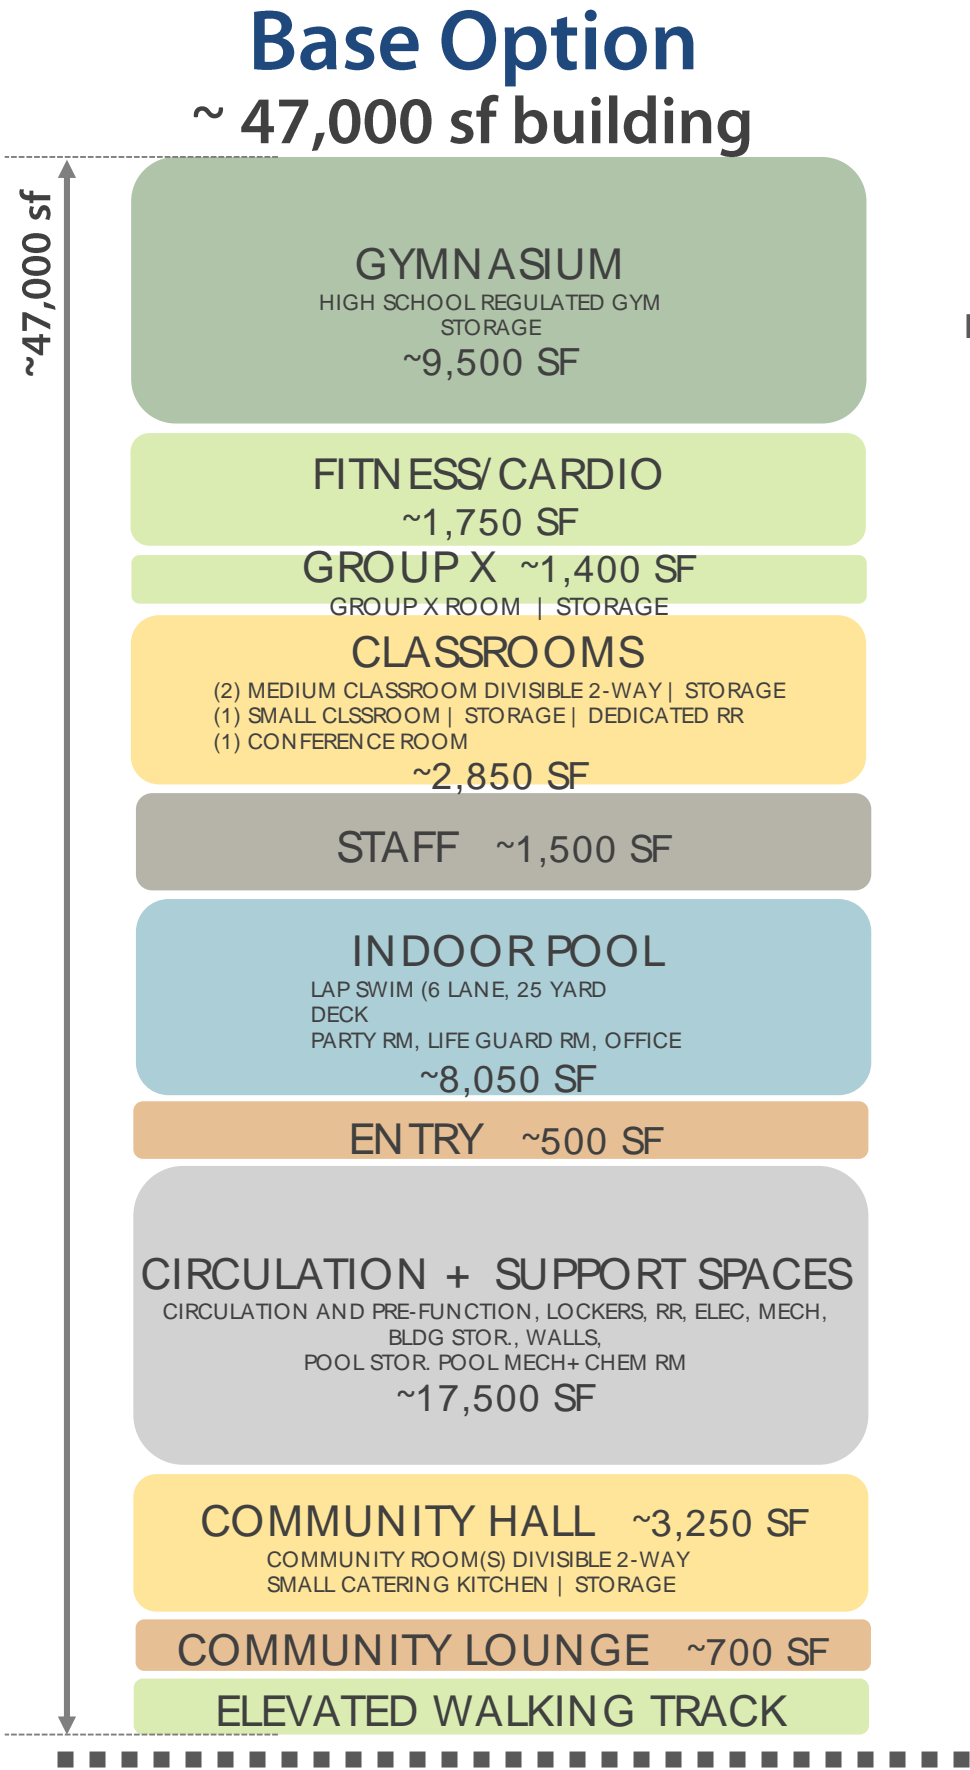 Base Option
~ 47,000 sf building
~47,000 sf
GYMNASIUM
HIGH SCHOOL REGULATED GYM
STORAGE
~9,500 SF
FITNESS/CARDIO
~1,750 SF
GROUP X ~1,400 SF
GROUP X ROOM | STORAGE
CLASSROOMS
(2) MEDIUM CLASSROOM DIVISIBLE 2-WAY | STORAGE
(1) SMALL CLSSROOM | STORAGE | DEDICATED RR
(1) CONFERENCE ROOM
~2,850 SF
STAFF ~1,500 SF
INDOOR POOL
LAP SWIM (6 LANE, 25 YARD
DECK
PARTY RM, LIFE GUARD RM, OFFICE
~8,050 SF
ENTRY ~500 SF
CIRCULATION + SUPPORT SPACES
CIRCULATION AND PRE-FUNCTION, LOCKERS, RR, ELEC, MECH,
BLDG STOR., WALLS,
POOL STOR. POOL MECH+ CHEM RM
~17,500 SF
COMMUNITY HALL ~3,250 SF
COMMUNITY ROOM(S) DIVISIBLE 2-WAY
SMALL CATERING KITCHEN | STORAGE
COMMUNITY LOUNGE ~700 SF
ELEVATED WALKING TRACK